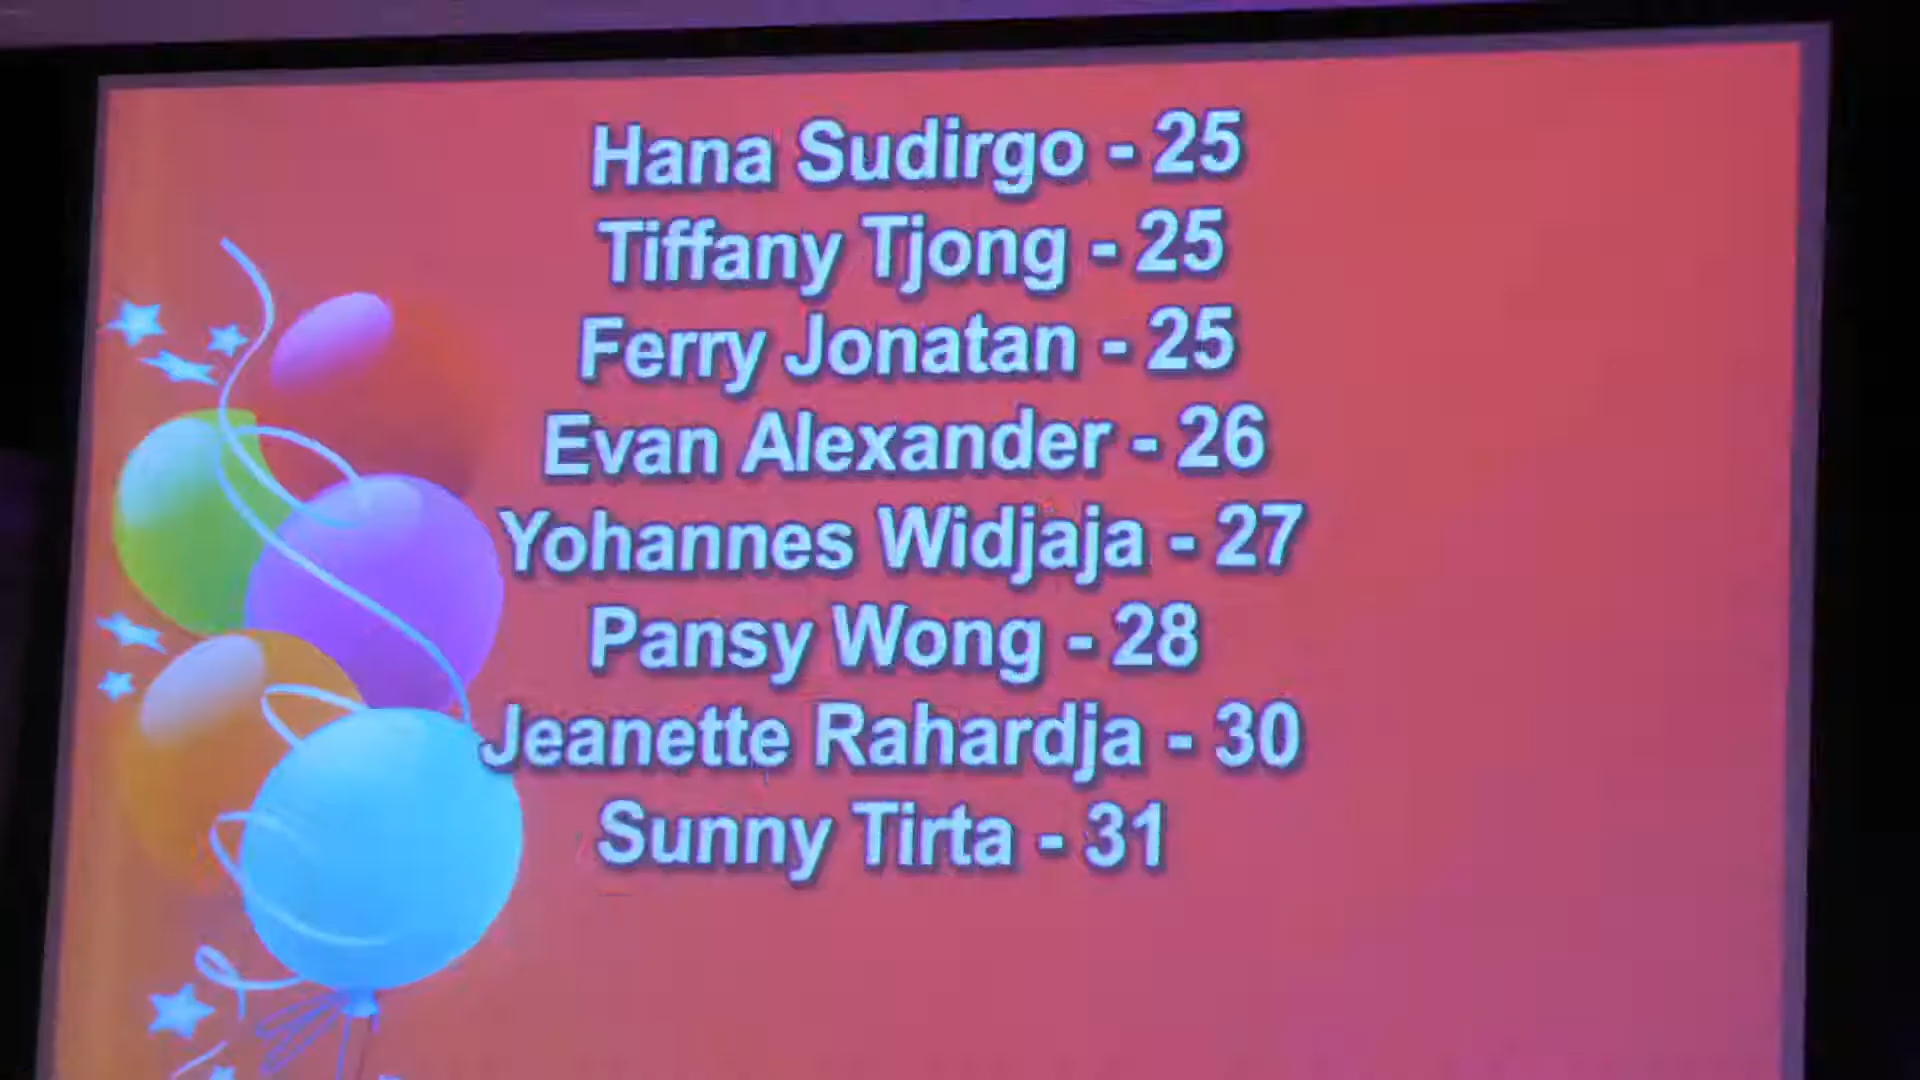 Hana Sudirgo - 25
Tiffany Tjong - 25
Ferry Jonatan - 25
Evan Alexander - 26
Yohannes Widjaja - 27
Pansy Wong - 28
Jeanette Rahardja - 30
Sunny Tirta - 31